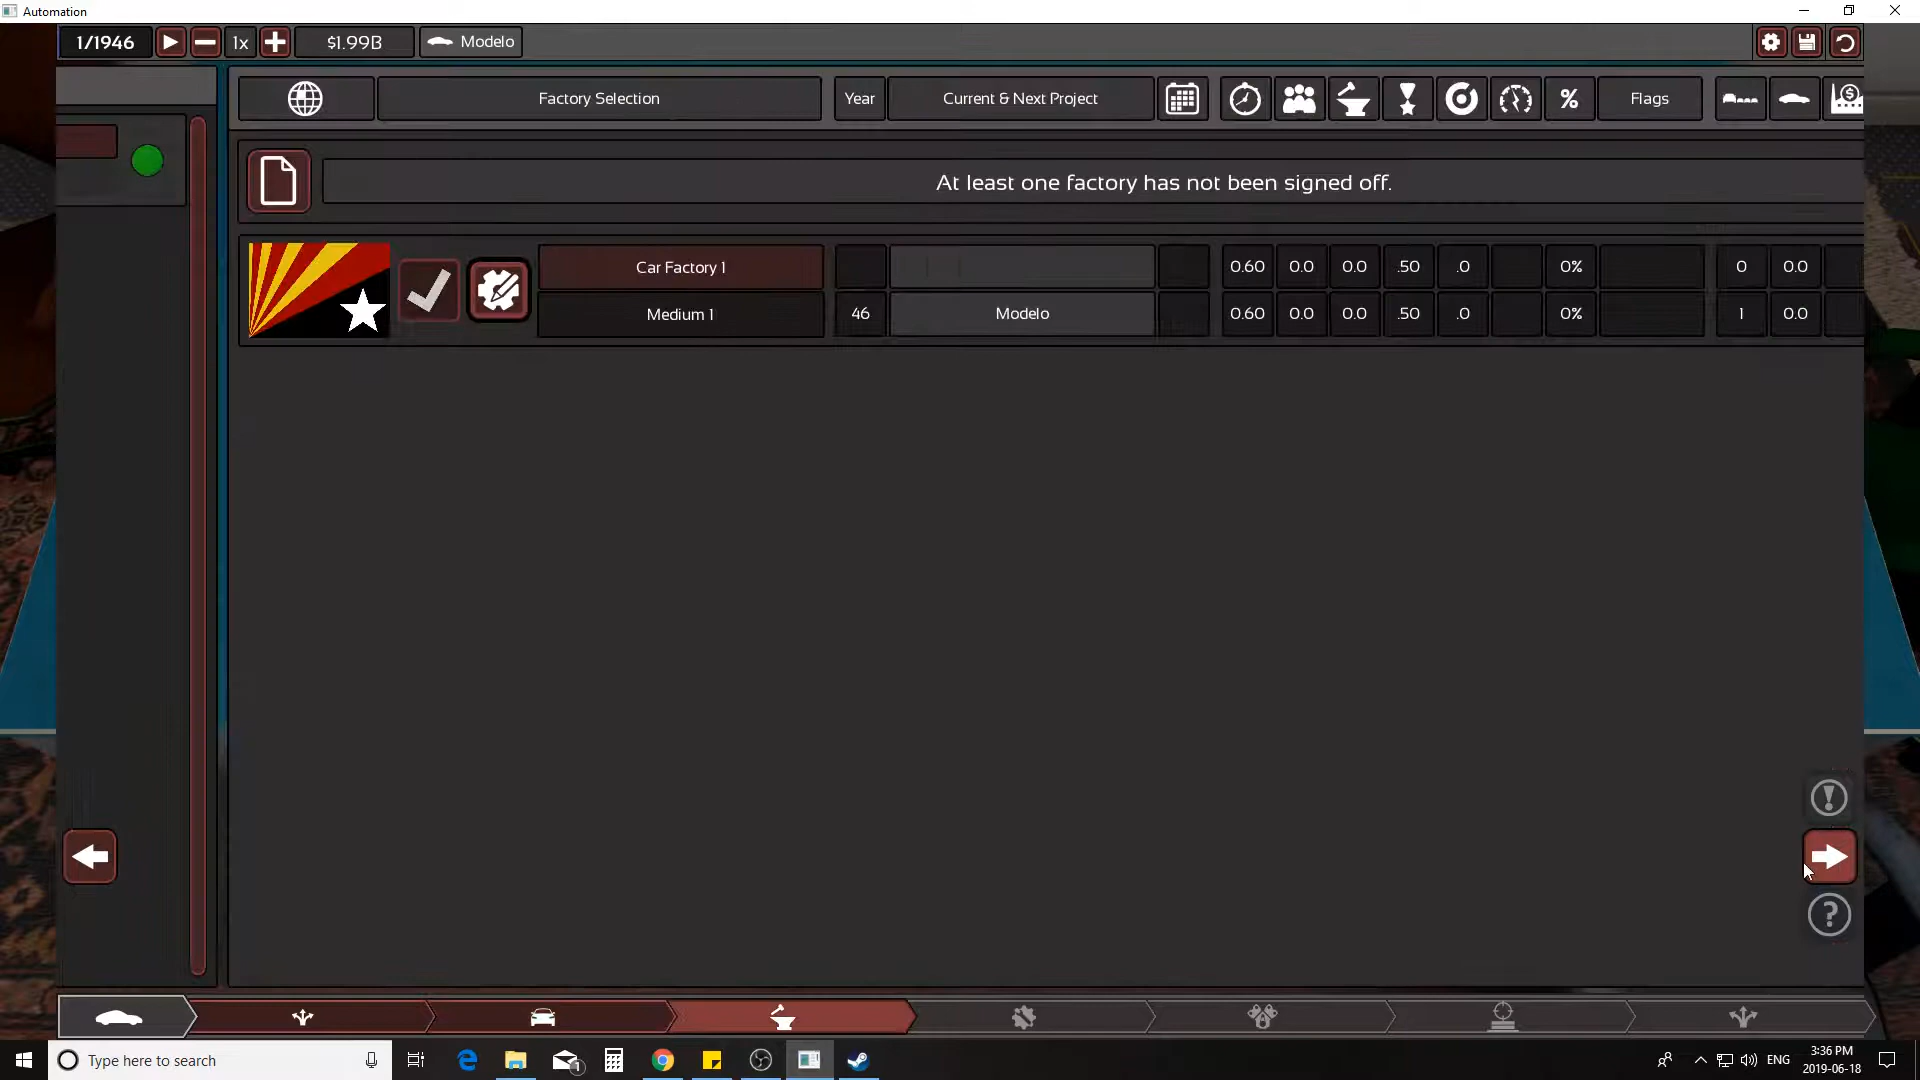 Automation
1/1946 1x $1.99B Modelo
Factory Selection Year Current & Next Project % Flags
At least one factory has not been signed off.
Car Factory 1 0.60 0.0 0.0 .50 .0 0% 0 0.0
Medium 1 46 Modelo 0.60 0.0 0.0 .50 .0 0% 1 0.0
Type here to search
1
ENG
3:36 PM
2019-06-18